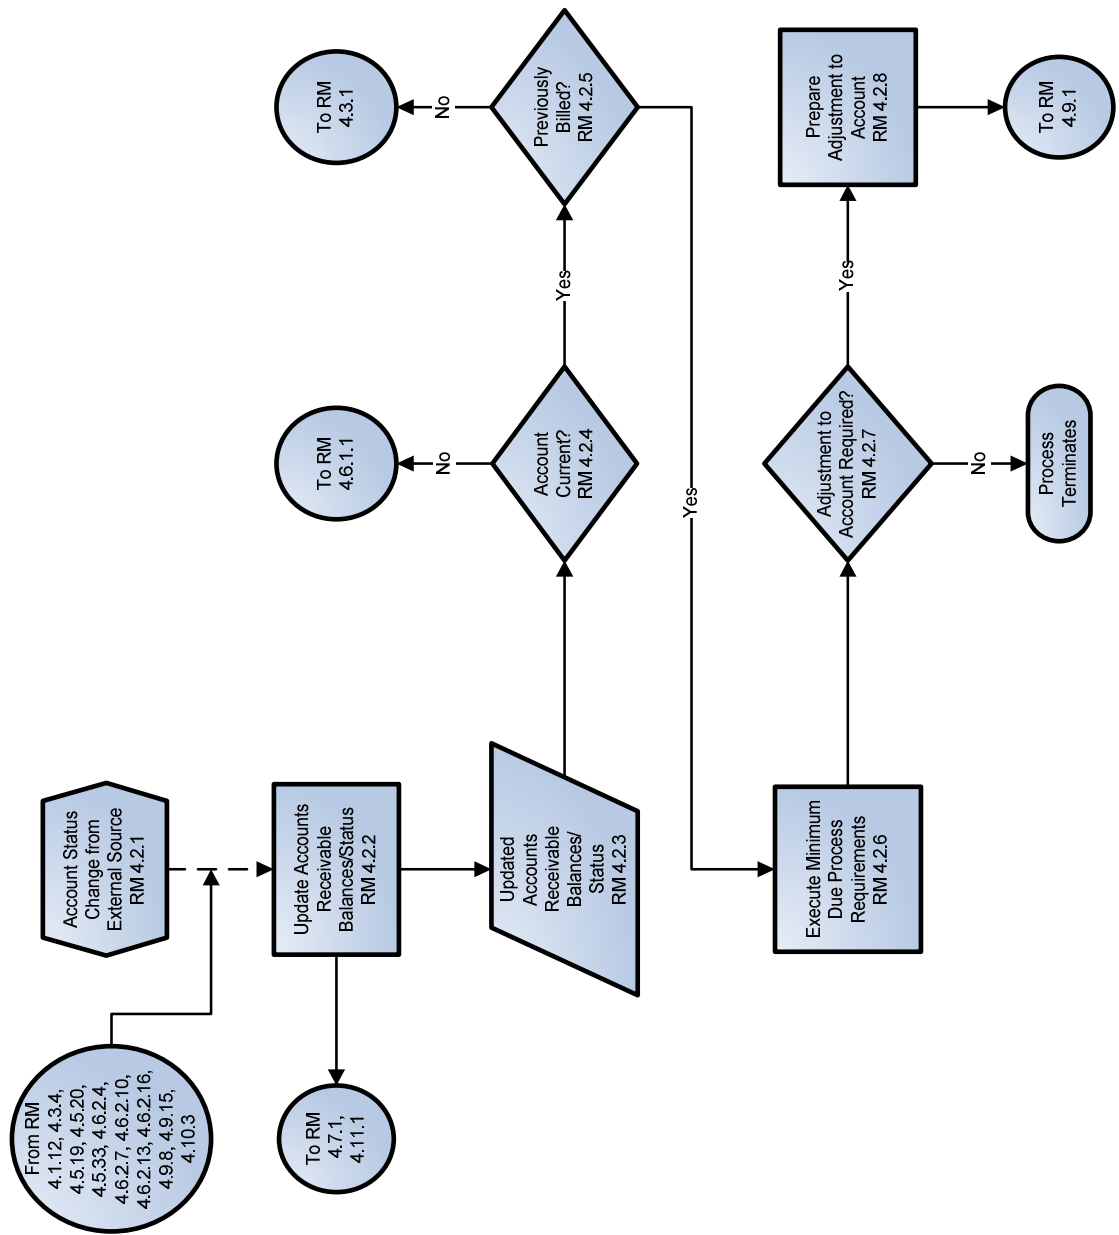 From RM
4.1.12, 4.3.4,
4.5.19, 4.5.20,
4.5.33, 4.6.2.4,
4.6.2.7, 4.6.2.10,
4.6.2.13, 4.6.2.16,
4.9.8, 4.9.15,
4.10.3
Account Status
Change from
External Source
RM 4.2.1
To RM
4.7.1,
4.11.1
Update Accounts
Receivable
Balances/Status
RM 4.2.2
Updated
Accounts
Receivable
Balances/
Status
RM 4.2.3
To RM
4.6.1.1
No
Account
Current?
RM 4.2.4
Yes
To RM
4.3.1
No
Previously
Billed?
RM 4.2.5
Yes
Execute Minimum
Due Process
Requirements
RM 4.2.6
Adjustment to
Account Required?
RM 4.2.7
Yes
No
Process
Terminates
Prepare
Adjustment to
Account
RM 4.2.8
To RM
4.9.1